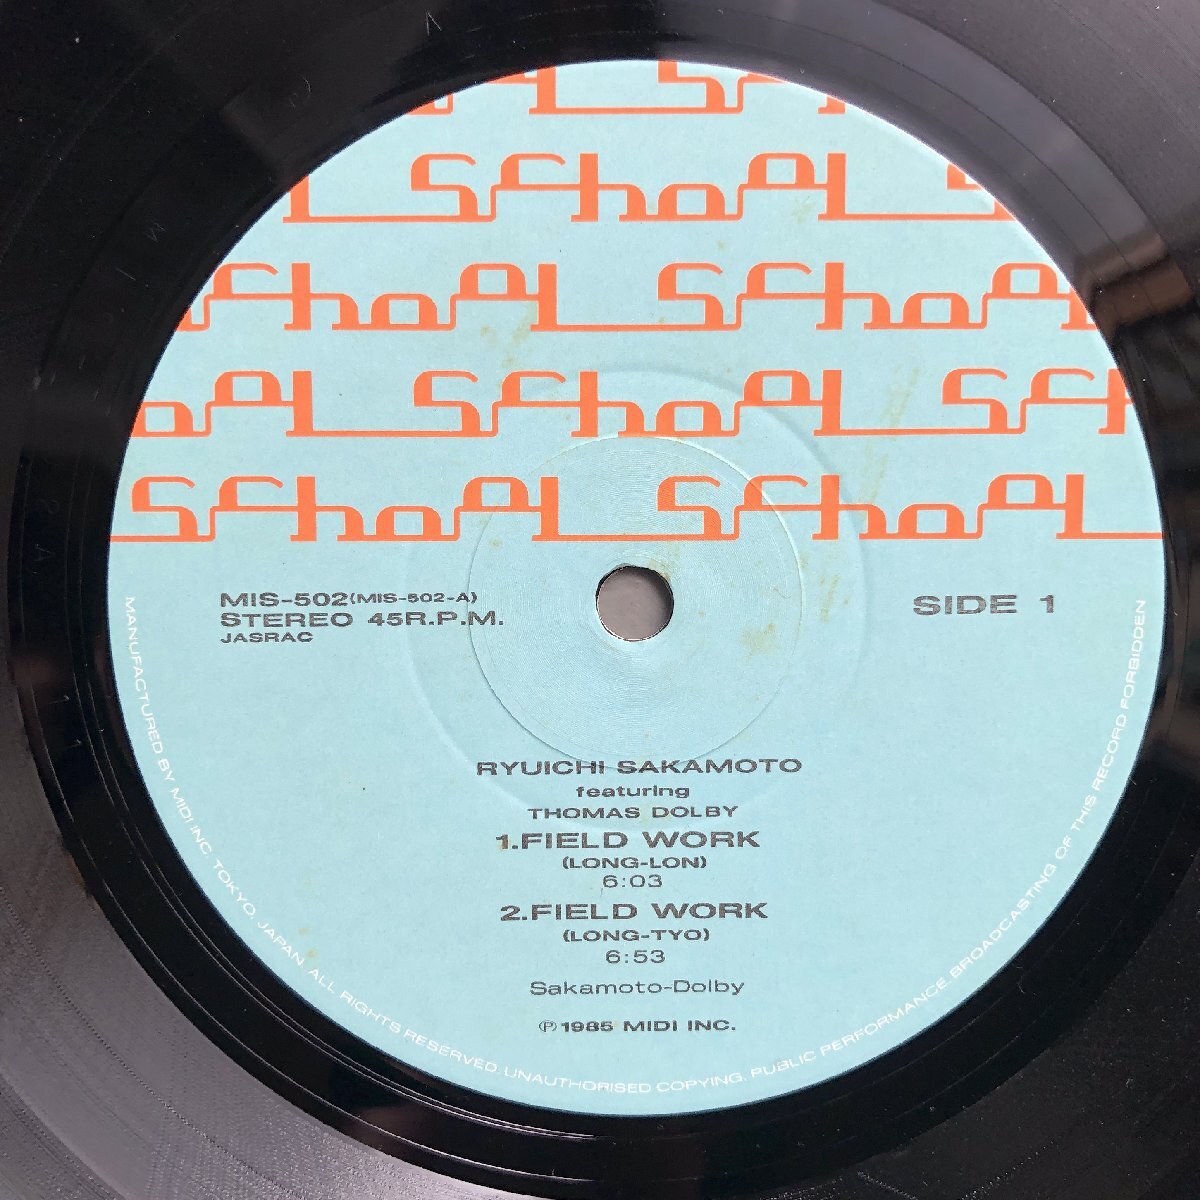 School
School
School School
School
School School
MIS-502(MIS-502-A)
STEREO 45R.P.M.
JASRAC
SIDE 1
RYUICHI SAKAMOTO
featuring
THOMAS DOLBY
1.FIELD WORK
(LONG-LON)
6:03
2.FIELD WORK
(LONG-TYO)
6:53
Sakamoto-Dolby
Ⓟ1985 MIDI INC.
MANUFACTURED BY MIDI INC. TOKYO, JAPAN. ALL RIGHTS RESERVED. UNAUTHORISED COPYING, PUBLIC PERFORMANCE, BROADCASTING OF THIS RECORD FORBIDDEN